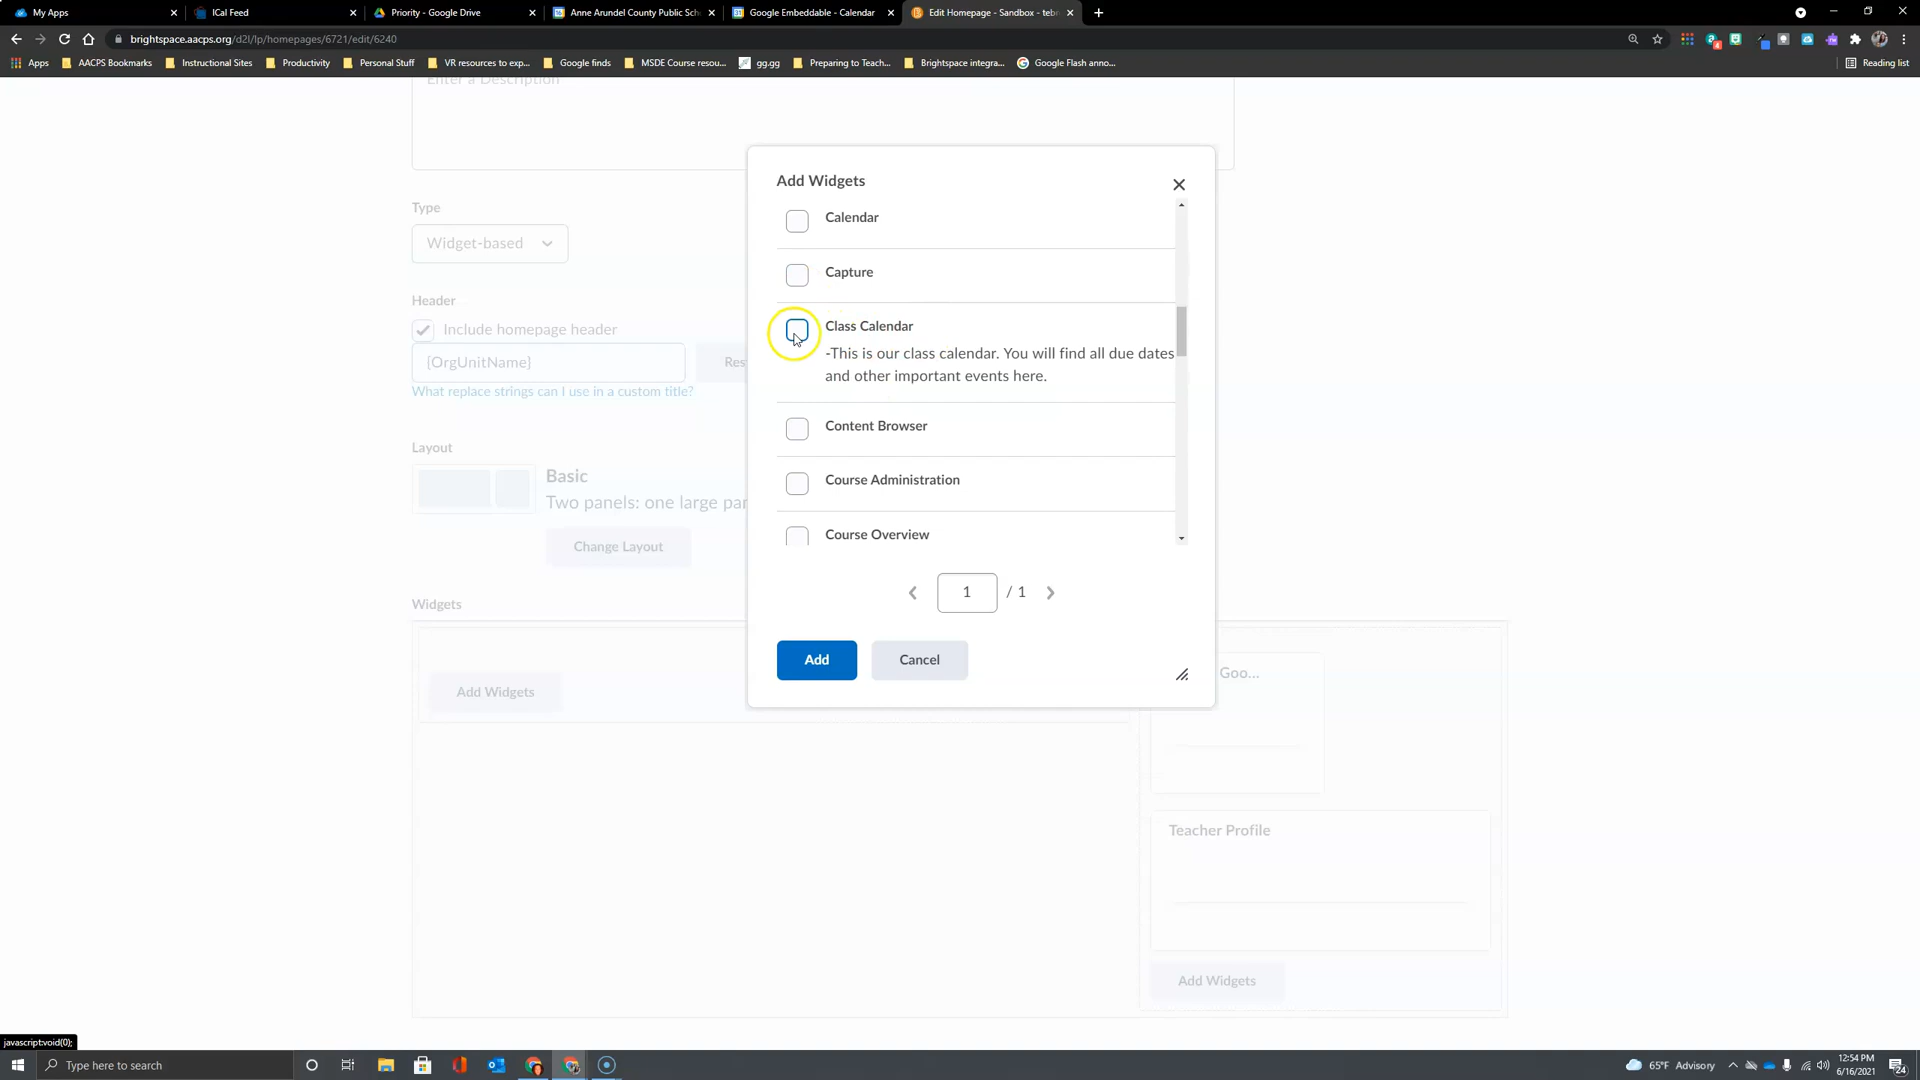 My Apps
ICal Feed
Priority - Google Drive
Anne Arundel County Public Sch
Google Embeddable - Calendar
Edit Homepage - Sandbox - teb
brightspace.aacps.org/d2l/lp/homepages/6721/edit/6240
Apps
AACPS Bookmarks
Instructional Sites
Productivity
Personal Stuff
VR resources to exp...
Google finds
MSDE Course resou...
gg.gg
Preparing to Teach...
Brightspace integra...
Google Flash anno...
Reading list
Enter a Description
Type
Widget-based
Header
Include homepage header
{OrgUnitName}
Res
What replace strings can I use in a custom title?
Layout
Basic
Two panels: one large par
Change Layout
Widgets
Add Widgets
Add Widgets
Calendar
Capture
Class Calendar
-This is our class calendar. You will find all due dates
and other important events here.
Content Browser
Course Administration
Course Overview
1 / 1
Add
Cancel
Goo...
Teacher Profile
Add Widgets
javascript:void(0);
Type here to search
65°F Advisory
12:54 PM
6/16/2021
24